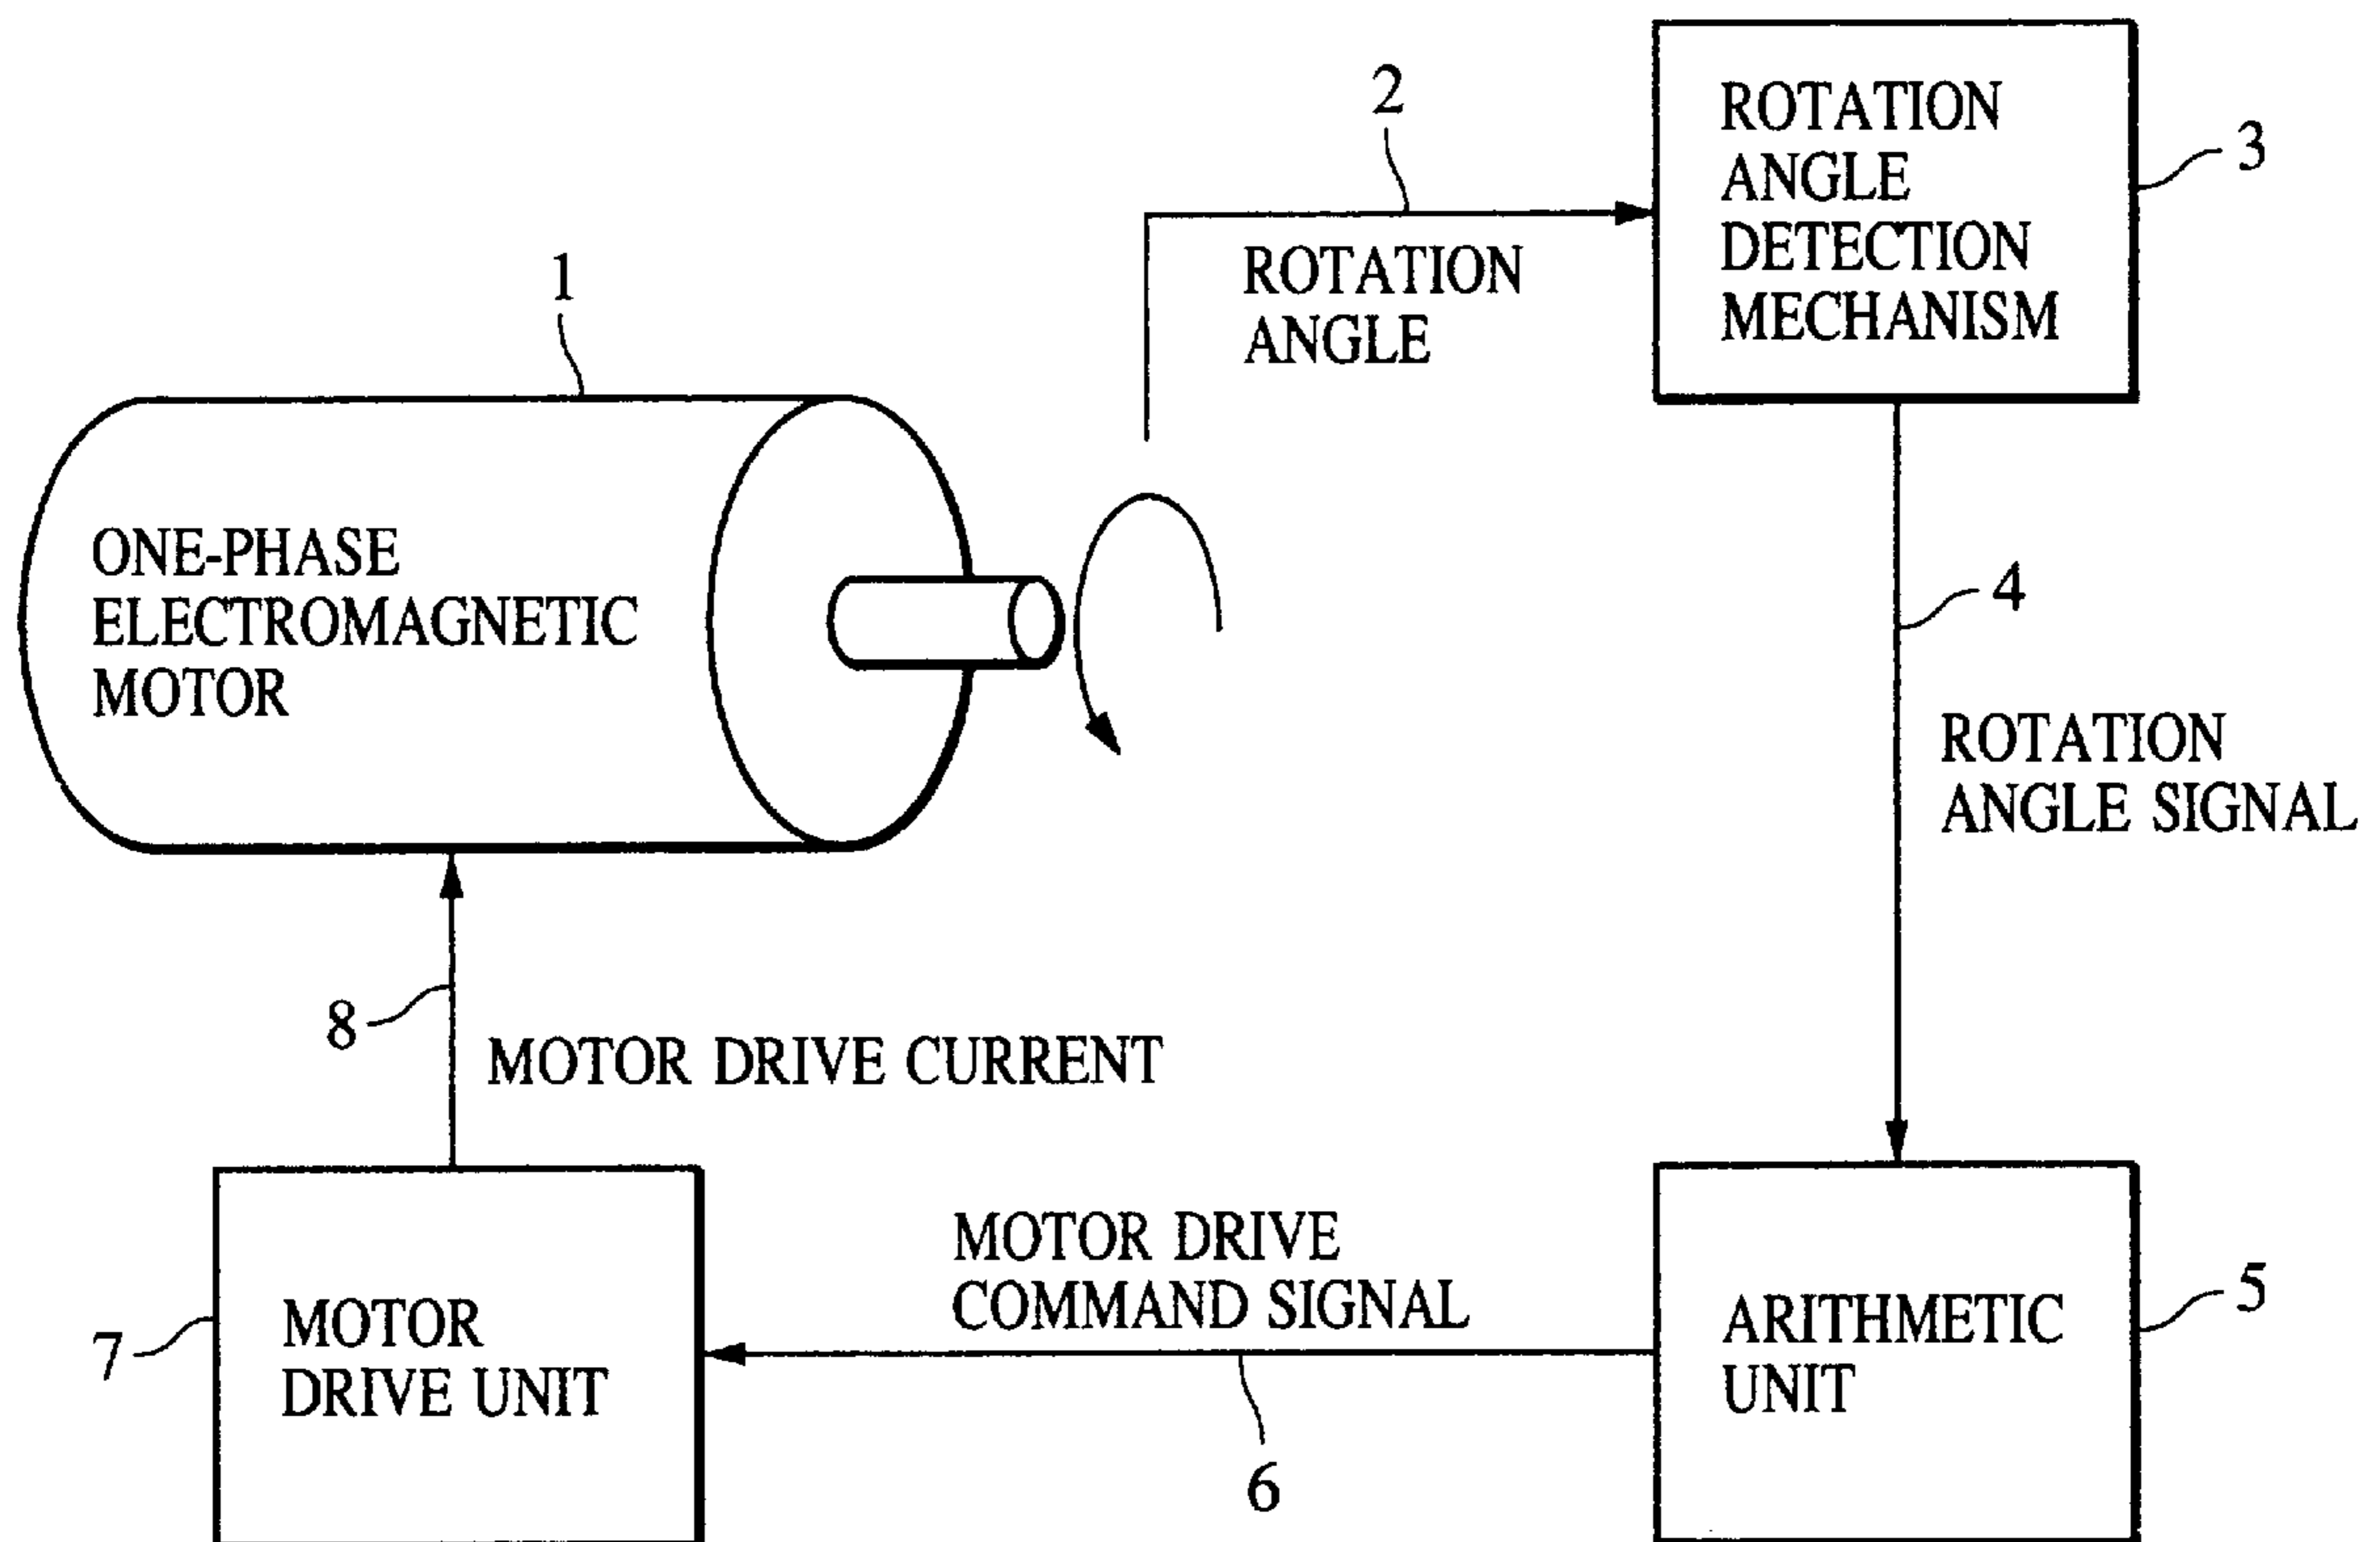 2
ROTATION
ANGLE
DETECTION
MECHANISM
3
1
ROTATION
ANGLE
ONE-PHASE
ELECTROMAGNETIC
MOTOR
4
ROTATION
ANGLE SIGNAL
8
MOTOR DRIVE CURRENT
MOTOR DRIVE
COMMAND SIGNAL
7
MOTOR
DRIVE UNIT
ARITHMETIC
UNIT
5
6